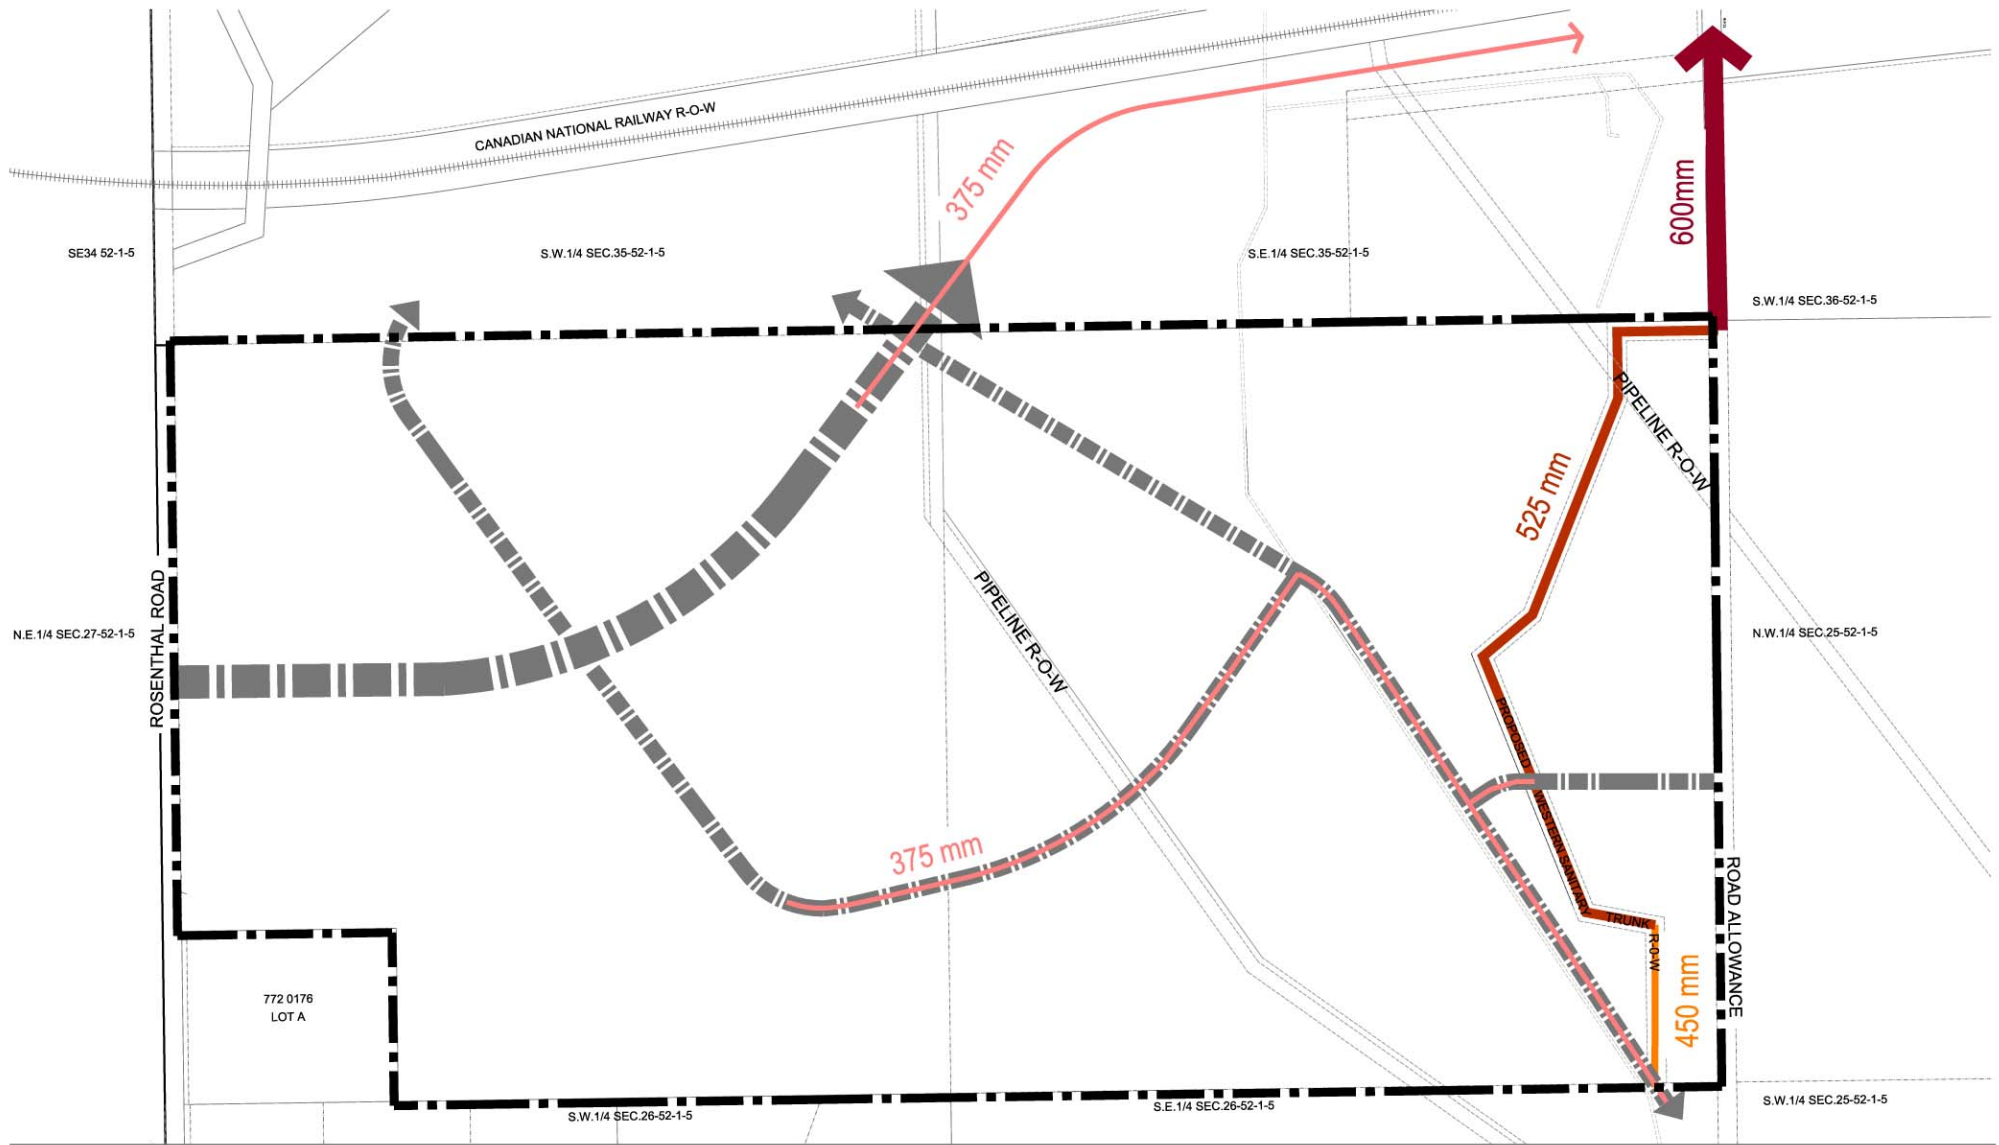 CANADIAN NATIONAL RAILWAY R-O-W
375 mm
600mm
SE34 52-1-5
S.W.1/4 SEC.35-52-1-5
S.E.1/4 SEC.35-52-1-5
S.W.1/4 SEC.36-52-1-5
PIPELINE R-O-W
525 mm
ROSENTHAL ROAD
N.E.1/4 SEC.27-52-1-5
PIPELINE R-O-W
N.W.1/4 SEC.25-52-1-5
PROPOSED WESTERN SANITARY TRUNK R-O-W
375 mm
ROAD ALLOWANCE
450 mm
772 0176
LOT A
S.W.1/4 SEC.26-52-1-5
S.E.1/4 SEC.26-52-1-5
S.W.1/4 SEC.25-52-1-5